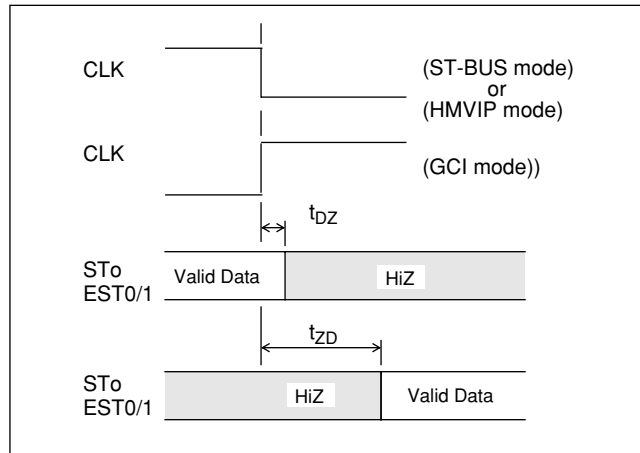 CLK
(ST-BUS mode)
or
(HMVIP mode)
CLK
(GCI mode))
tDZ
STo
EST0/1
Valid Data
HiZ
tZD
STo
EST0/1
HiZ
Valid Data